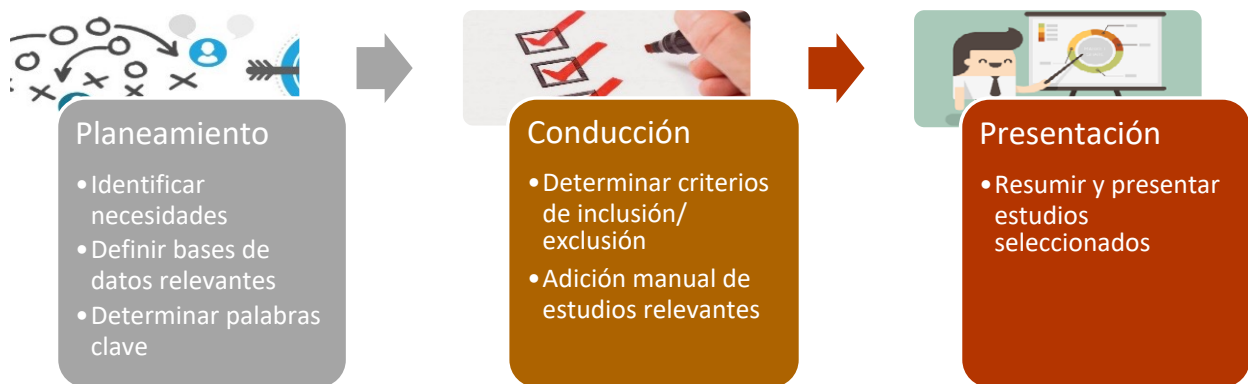 Planeamiento
•Identificar
necesidades
•Definir bases de
datos relevantes
•Determinar palabras
clave
Conducción
•Determinar criterios
de inclusión/
exclusión
•Adición manual de
estudios relevantes
Presentación
•Resumir y presentar
estudios
seleccionados